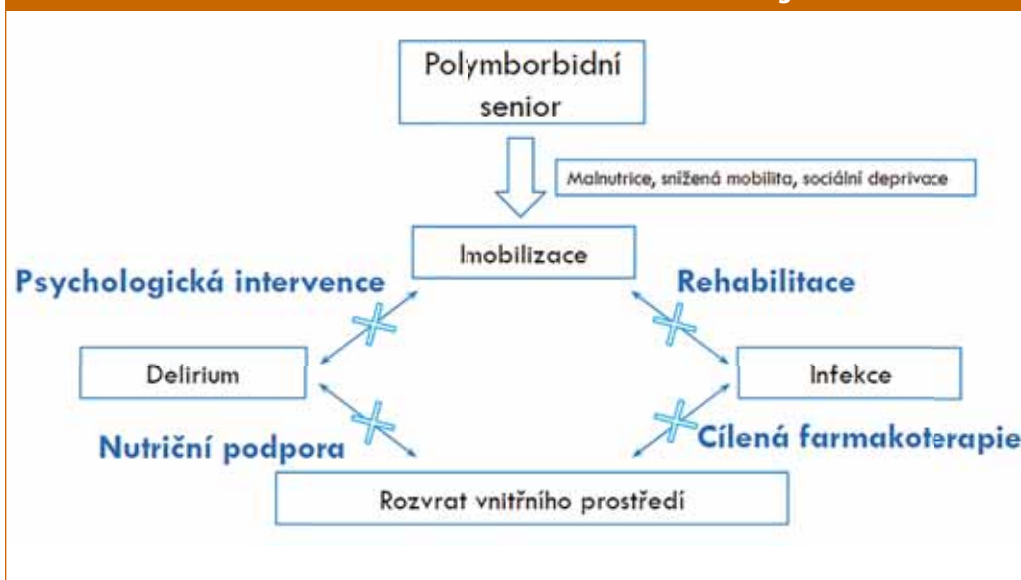 Polymborbidní
senior
Malnutrice, snížená mobilita, sociální deprivace
Imobilizace
Psychologická intervence
Rehabilitace
Delirium
Infekce
Nutriční podpora
Cílená farmakoterapie
Rozvrat vnitřního prostředí